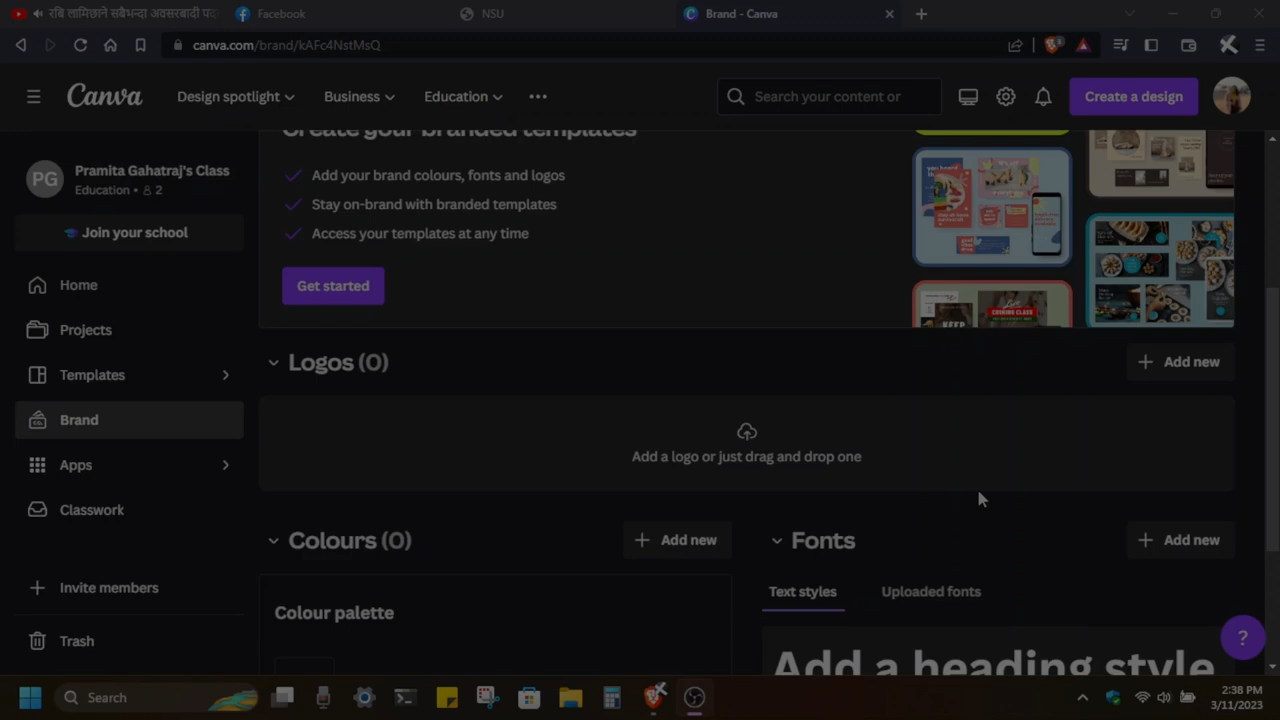 रबि लामिछाने सबैभन्दा अवसरबादी
Facebook
NSU
Brand - Canva
canva.com/brand/kAFc4NstMsQ
Canva
Design spotlight
Business
Education
Search your content or
Create a design
PG
Pramita Gahatraj's Class
Education • 2
Join your school
Home
Projects
Templates
Brand
Apps
Classwork
Invite members
Trash
Create your branded templates
Add your brand colours, fonts and logos
Stay on-brand with branded templates
Access your templates at any time
Get started
Logos (0)
Add new
Add a logo or just drag and drop one
Colours (0)
Add new
Colour palette
Fonts
Add new
Text styles
Uploaded fonts
Add a heading style
?
Search
2:38 PM
3/11/2023